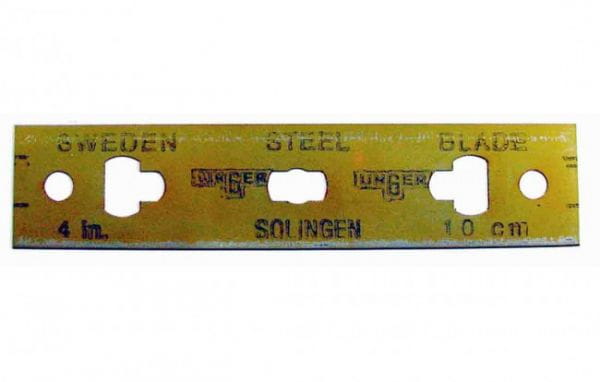 SWEDEN STEEL BLADE
UNGER UNGER
4 in. SOLINGEN 10 cm